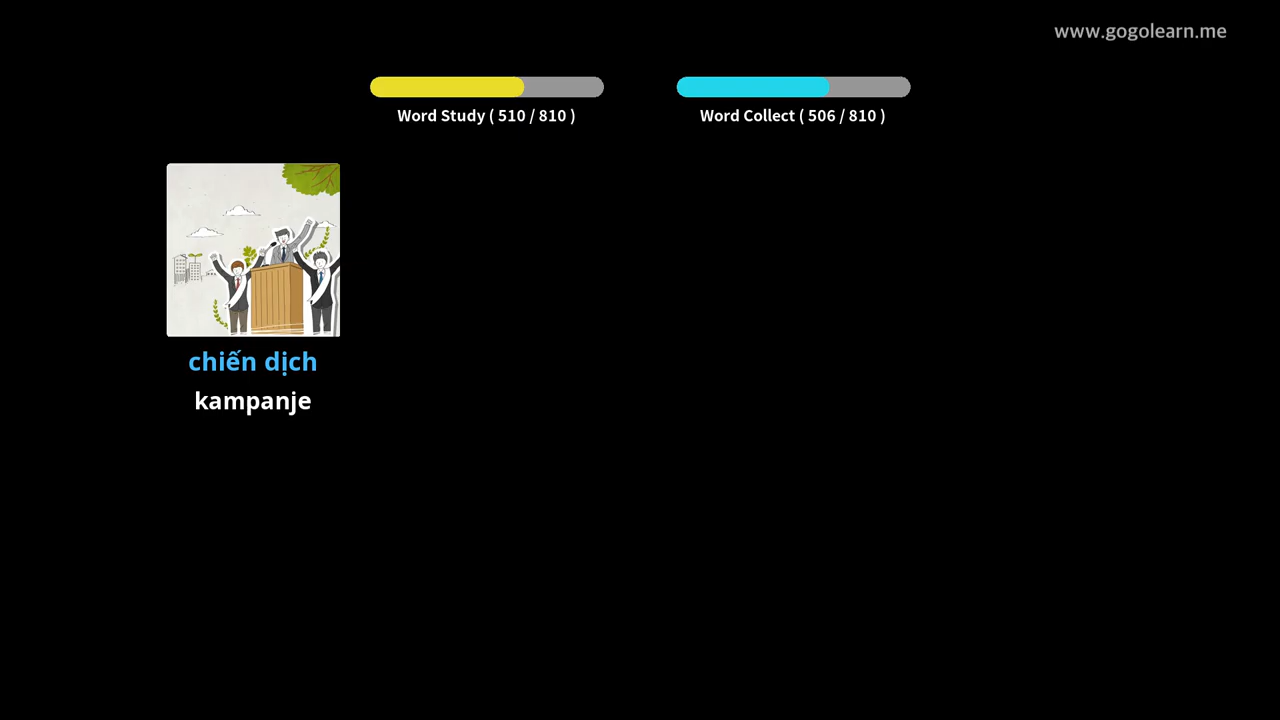 www.gogolearn.me
Word Study ( 510 / 810 )
Word Collect ( 506 / 810 )
chiến dịch
kampanje